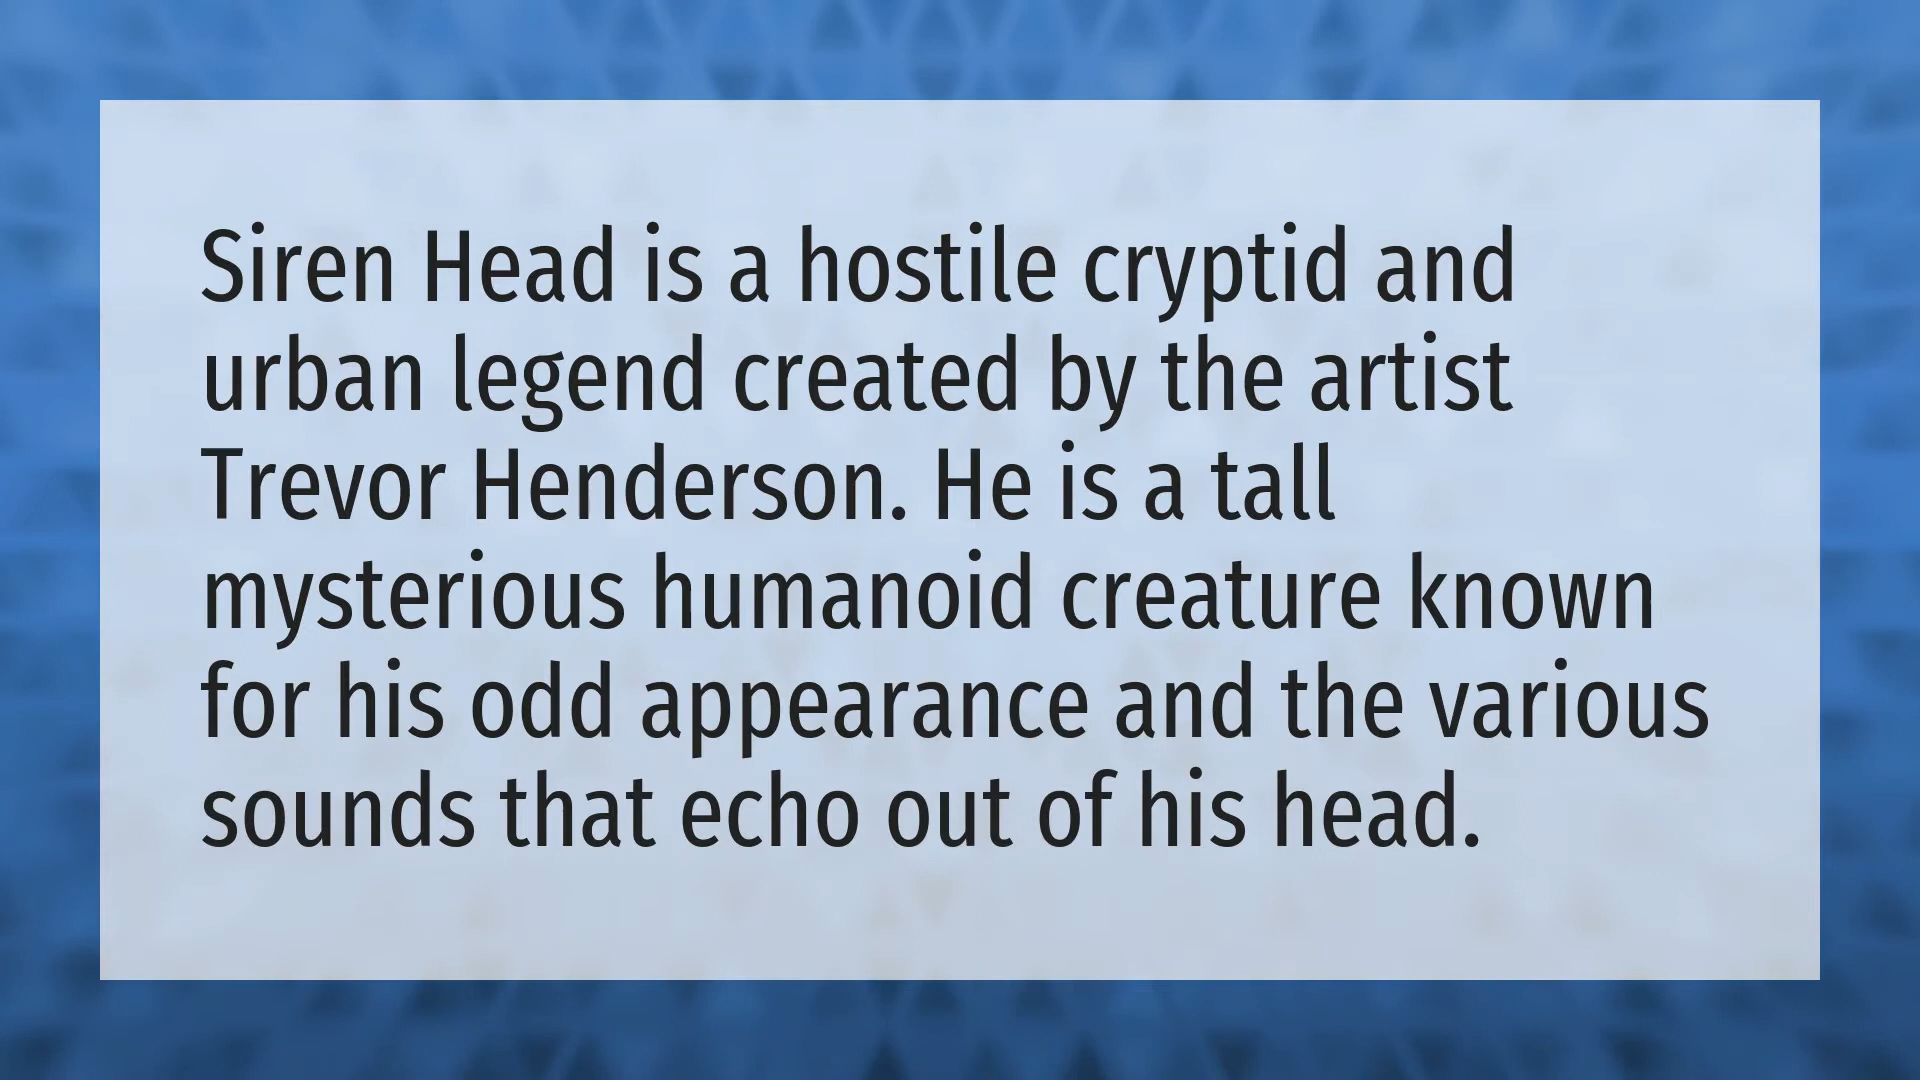 Siren Head is a hostile cryptid and
urban legend created by the artist
Trevor Henderson. He is a tall
mysterious humanoid creature known
for his odd appearance and the various
sounds that echo out of his head.